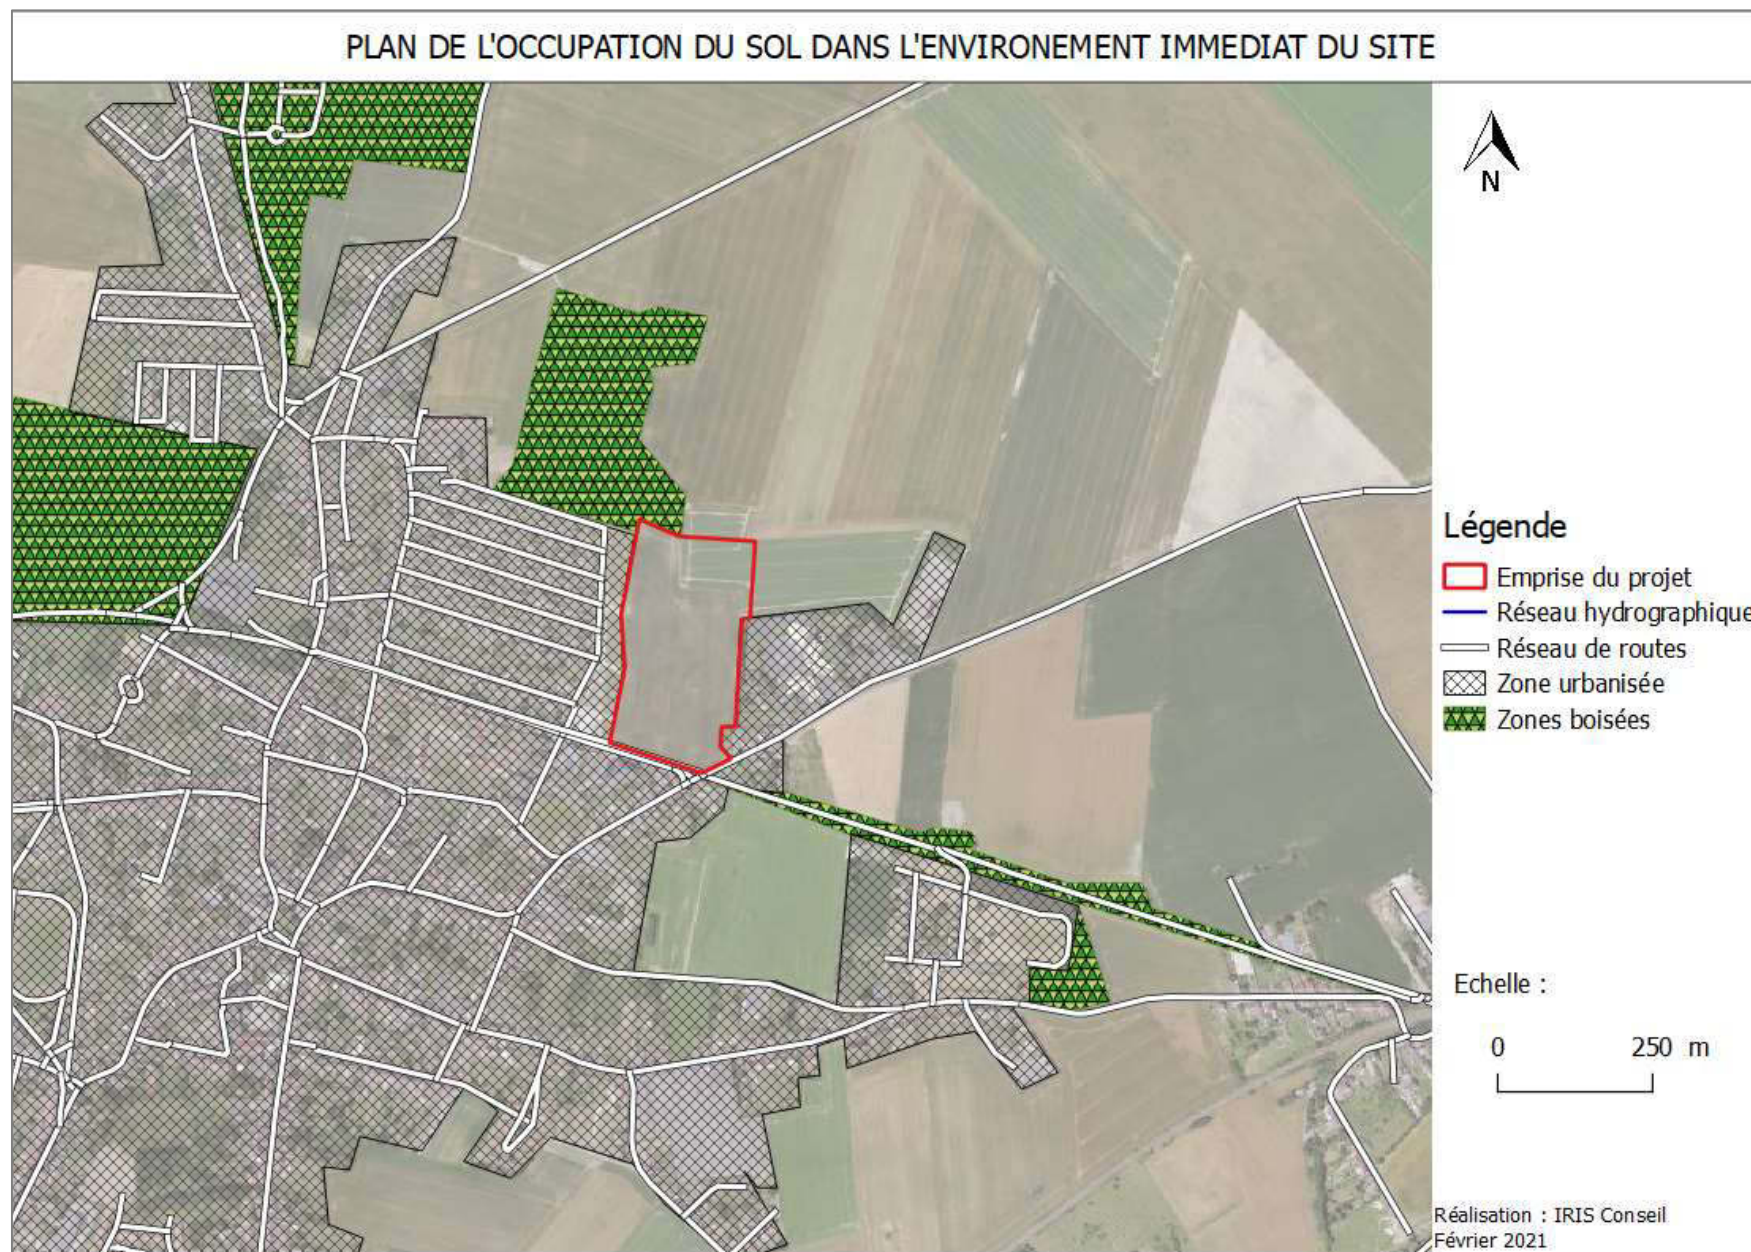 PLAN DE L'OCCUPATION DU SOL DANS L'ENVIRONEMENT IMMEDIAT DU SITE
N
Légende
Emprise du projet
Réseau hydrographique
Réseau de routes
Zone urbanisée
Zones boisées
Echelle :
0 250 m
Réalisation : IRIS Conseil
Février 2021